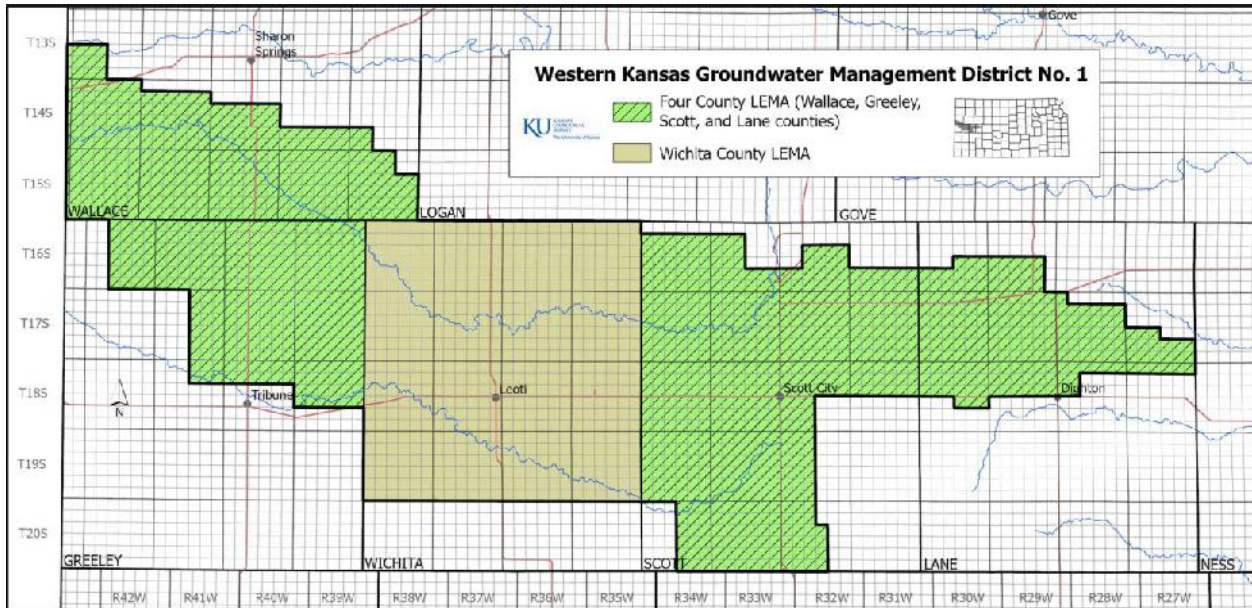 Gove
T13S
Sharon
Springs
Western Kansas Groundwater Management District No. 1
Four County LEMA (Wallace, Greeley,
Scott, and Lane counties)
KU
Wichita County LEMA
T14S
T15S
WALLACE
LOGAN
GOVE
T16S
T17S
T18S
Tribune
Leoti
Scott City
Dighton
N
T19S
T20S
GREELEY
WICHITA
SCOTT
LANE
NESS
R42W
R41W
R40W
R39W
R38W
R37W
R36W
R35W
R34W
R33W
R32W
R31W
R30W
R29W
R28W
R27W